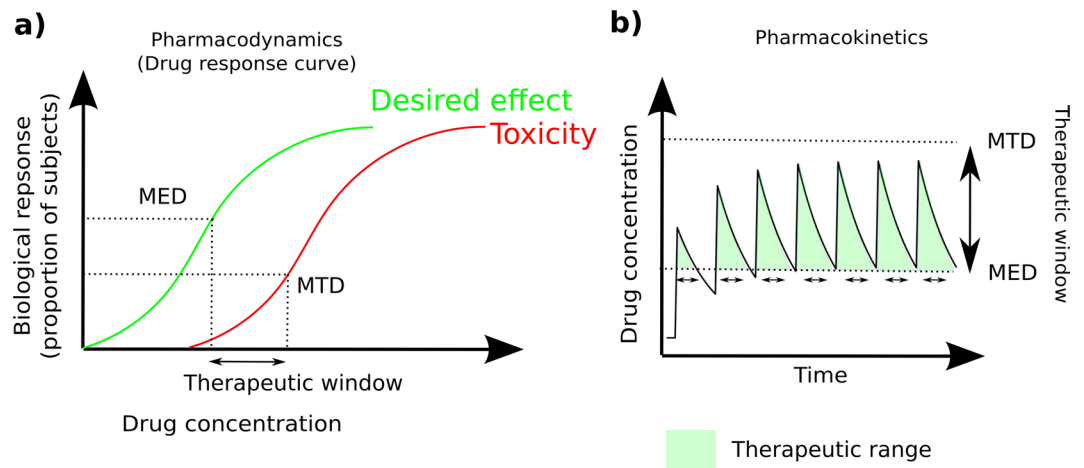 a)
Pharmacodynamics
(Drug response curve)
Desired effect
Toxicity
Biological repsonse
(proportion of subjects)
MED
MTD
Therapeutic window
Drug concentration
b)
Pharmacokinetics
Drug concentration
MTD
MED
Therapeutic window
Time
Therapeutic range